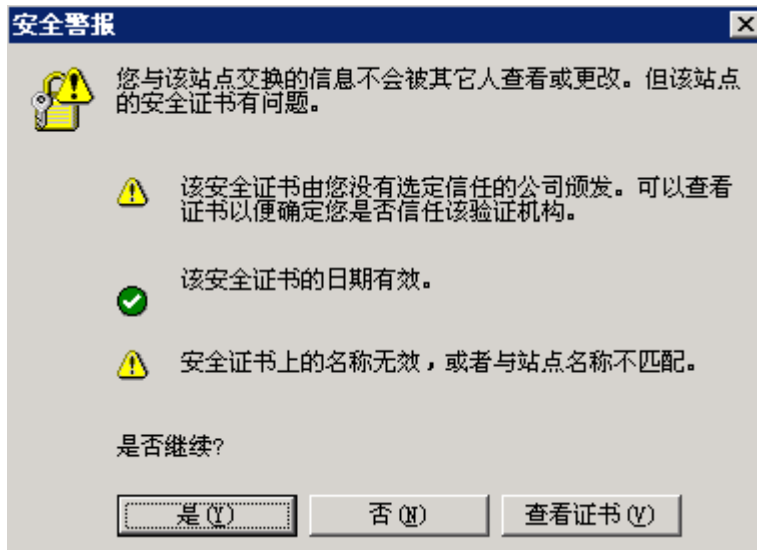 安全警报
您与该站点交换的信息不会被其它人查看或更改。但该站点
的安全证书有问题。
该安全证书由您没有选定信任的公司颁发。可以查看
证书以便确定您是否信任该验证机构。
该安全证书的日期有效。
安全证书上的名称无效，或者与站点名称不匹配。
是否继续?
是(Y) 否(N) 查看证书(V)